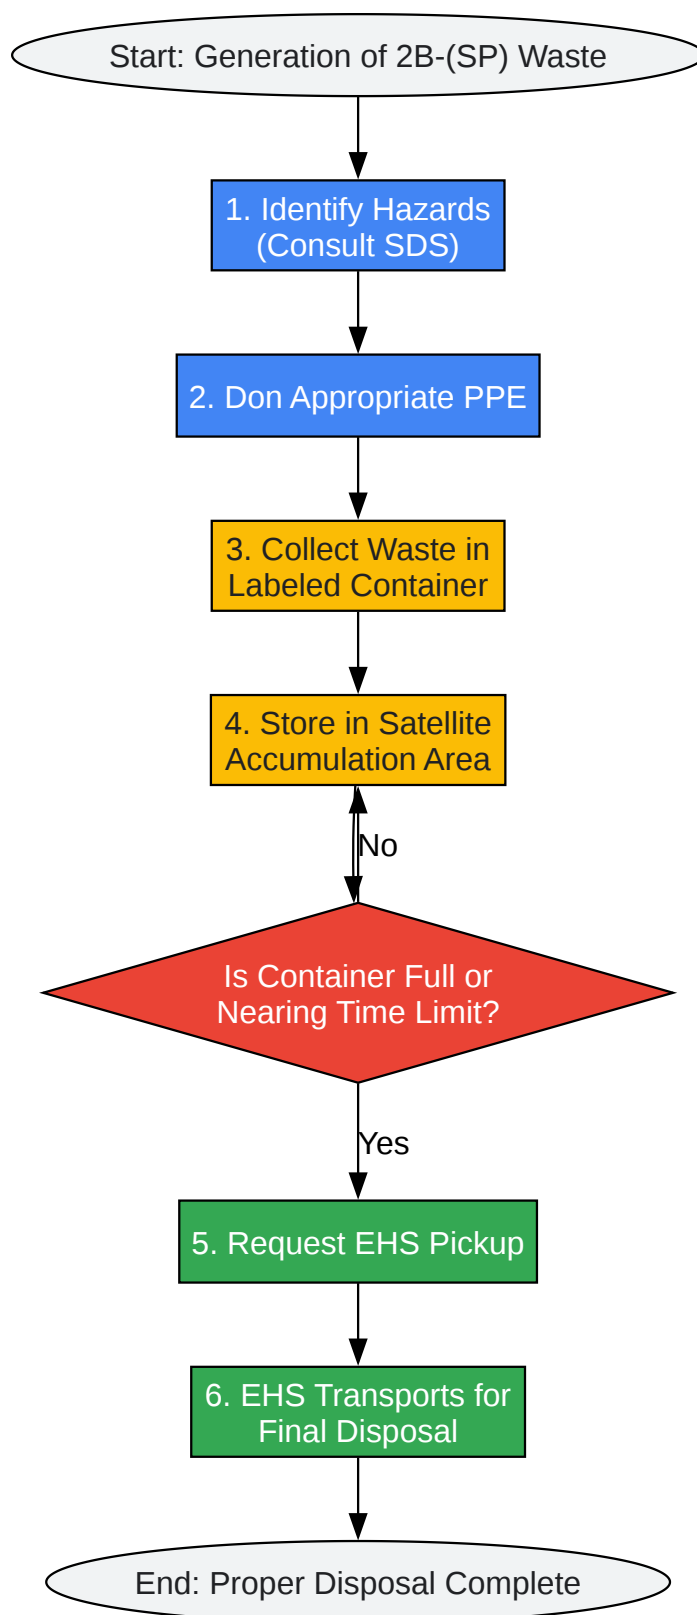 Start: Generation of 2B-(SP) Waste
1. Identify Hazards
(Consult SDS)
2. Don Appropriate PPE
3. Collect Waste in
Labeled Container
4. Store in Satellite
Accumulation Area
No
Is Container Full or
Nearing Time Limit?
Yes
5. Request EHS Pickup
6. EHS Transports for
Final Disposal
End: Proper Disposal Complete